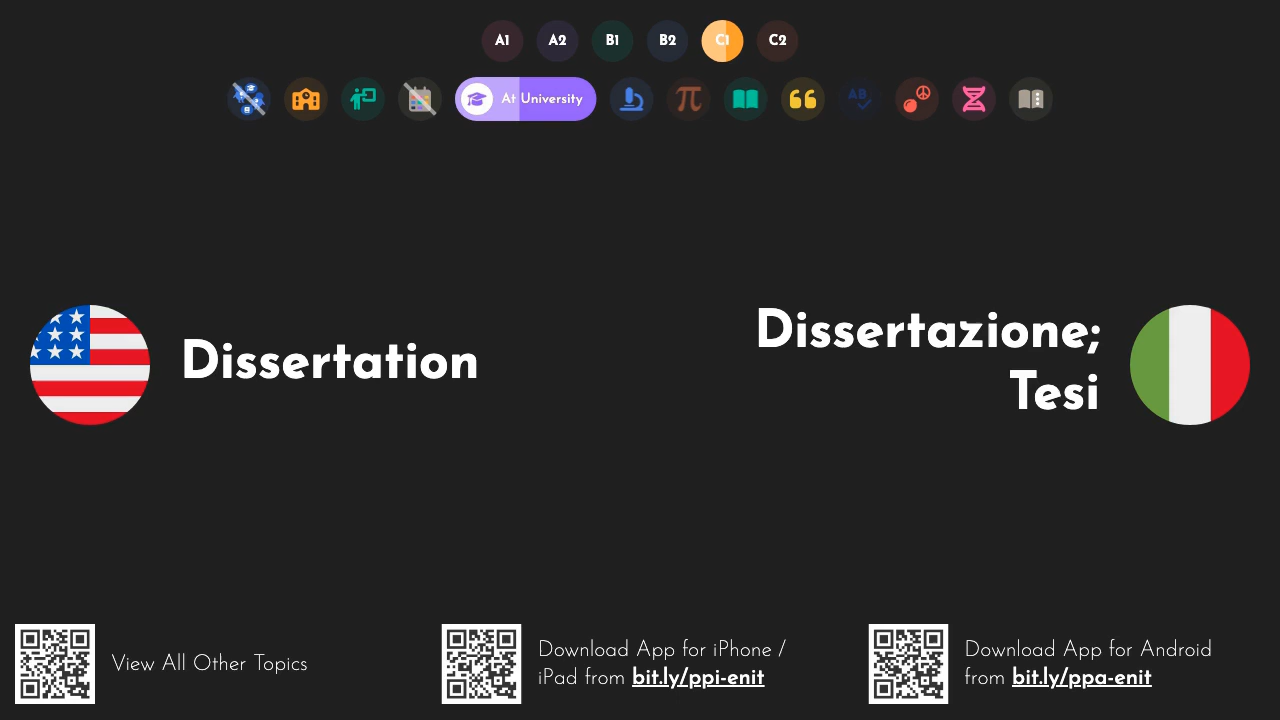 A1 A2 B1 B2 C1 C2
At University
Dissertation
Dissertazione;
Tesi
View All Other Topics
Download App for iPhone /
iPad from bit.ly/ppi-enit
Download App for Android
from bit.ly/ppa-enit